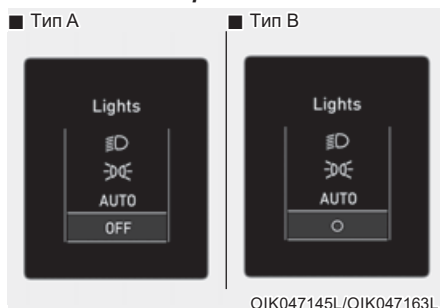 ■ Тип A
■ Тип B
Lights
AUTO
OFF
Lights
AUTO
O
OIK047145L/OIK047163L